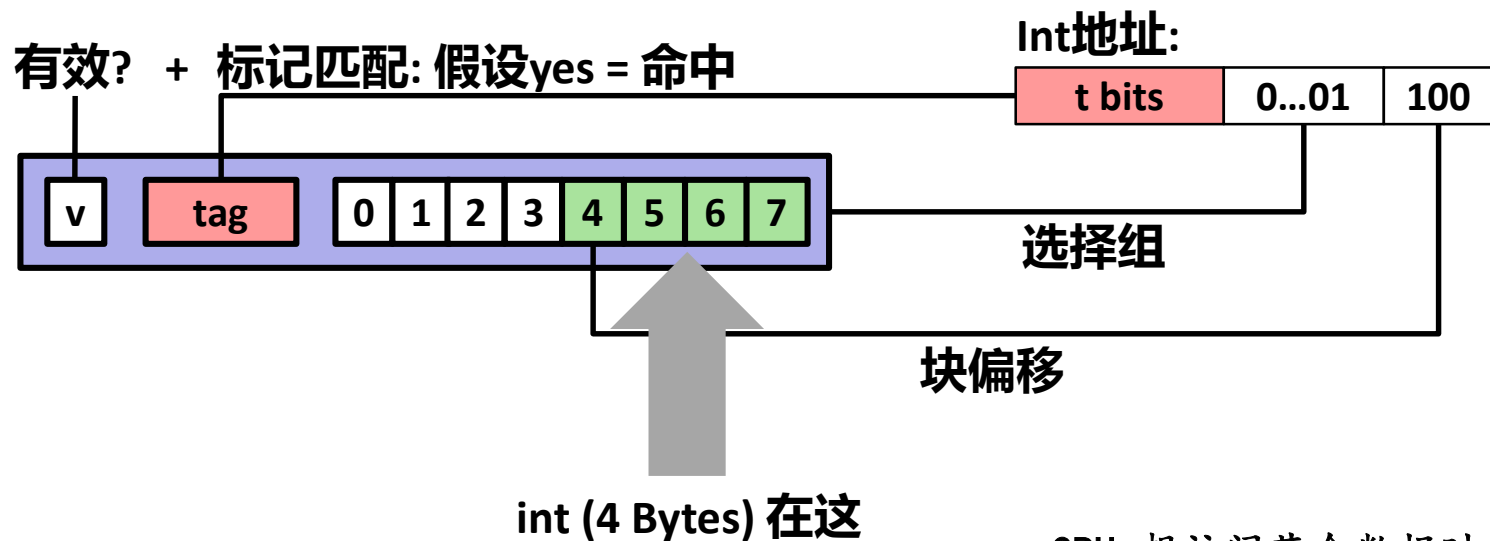 Int地址:
有效? + 标记匹配: 假设yes = 命中
t bits 0...01 100
v tag 0 1 2 3 4 5 6 7
选择组
块偏移
int (4 Bytes) 在这